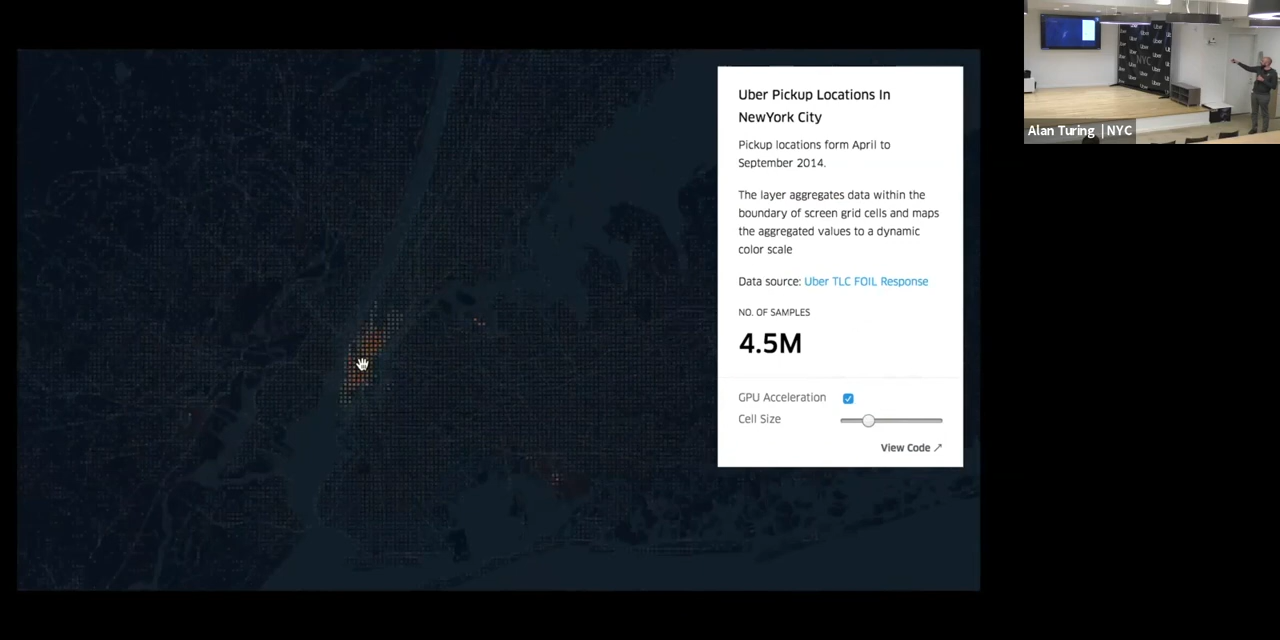 Uber Pickup Locations In
NewYork City
Pickup locations form April to
September 2014.
The layer aggregates data within the
boundary of screen grid cells and maps
the aggregated values to a dynamic
color scale
Data source: Uber TLC FOIL Response
NO. OF SAMPLES
4.5M
GPU Acceleration
Cell Size
View Code ↗
Uber
NYC
Alan Turing | NYC